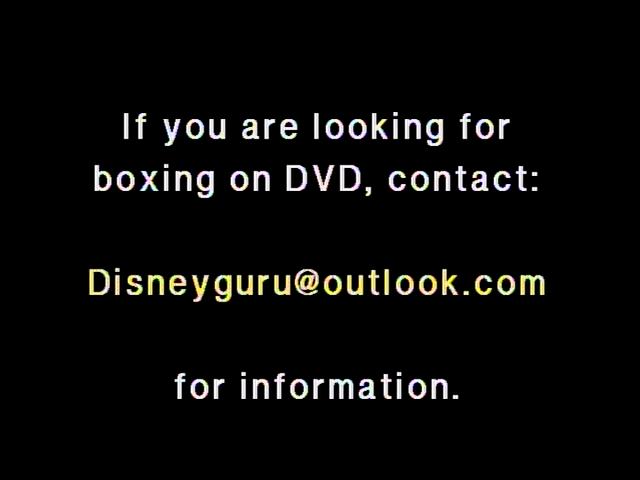 If you are looking for
boxing on DVD, contact:
Disneyguru@outlook.com
for information.